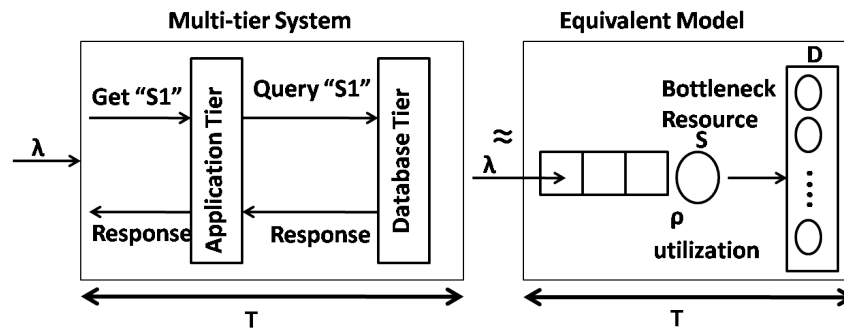 Multi-tier System
Get “S1”
Query “S1”
Application Tier
Database Tier
λ
Response
Response
T
≈
Equivalent Model
D
Bottleneck
Resource
S
λ
ρ
utilization
T